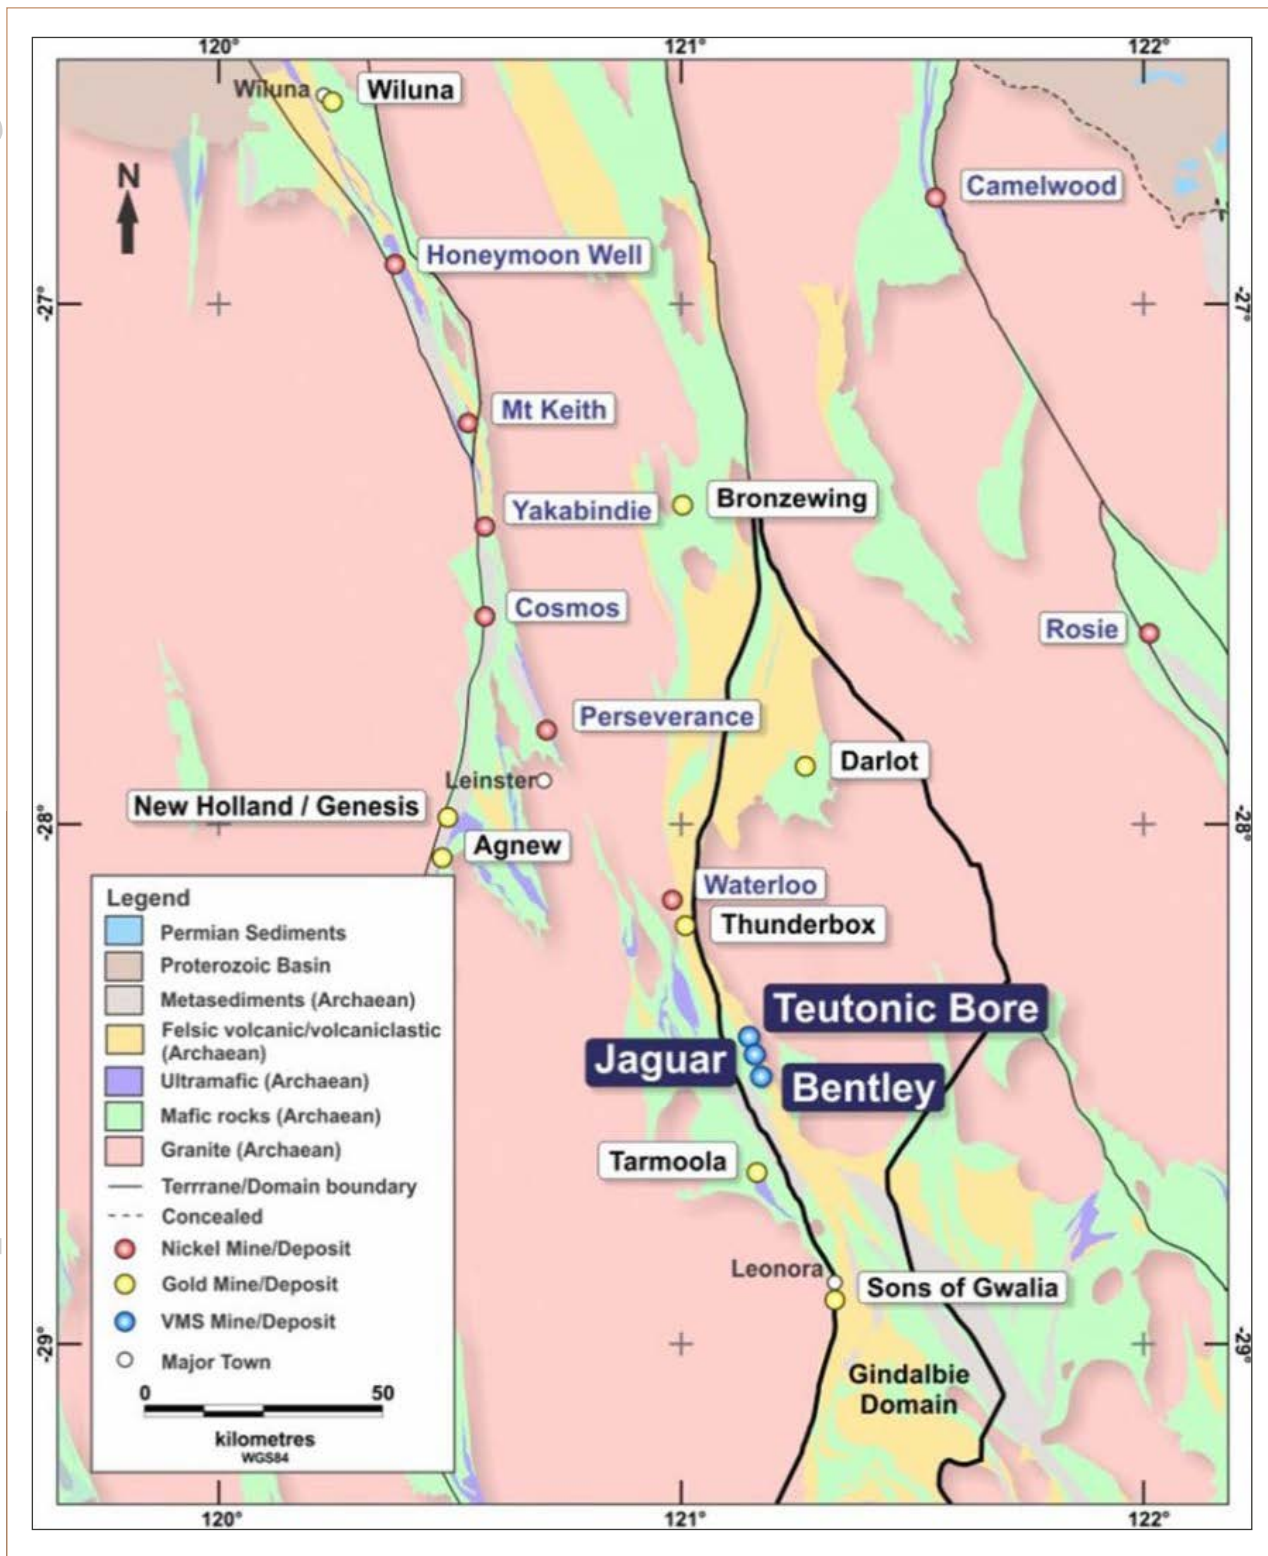 120°
121°
122°
Wiluna
Wiluna
N
Camelwood
Honeymoon Well
-27°
-27°
Mt Keith
Bronzewing
Yakabindie
Cosmos
Rosie
Perseverance
Darlot
Leinster
New Holland / Genesis
-28°
-28°
Agnew
Waterloo
Thunderbox
Teutonic Bore
Jaguar
Bentley
Tarmoola
Leonora
Sons of Gwalia
-29°
-29°
Gindalbie
Domain
Legend
Permian Sediments
Proterozoic Basin
Metasediments (Archaean)
Felsic volcanic/volcaniclastic
(Archaean)
Ultramafic (Archaean)
Mafic rocks (Archaean)
Granite (Archaean)
Terrrane/Domain boundary
Concealed
Nickel Mine/Deposit
Gold Mine/Deposit
VMS Mine/Deposit
Major Town
0 50
kilometres
WGS84
120°
121°
122°